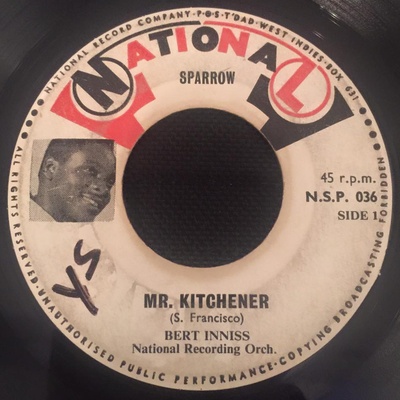 NATIONAL RECORD COMPANY-POST'DAD-WEST INDIES-BOX 631
NATIONAL
SPARROW
45 r.p.m.
N.S.P. 036
SIDE 1
MR. KITCHENER
(S. Francisco)
BERT INNISS
National Recording Orch.
ALL RIGHTS RESERVED. UNAUTHORISED PUBLIC PERFORMANCE-COPYING BROADCASTING FORBIDDEN